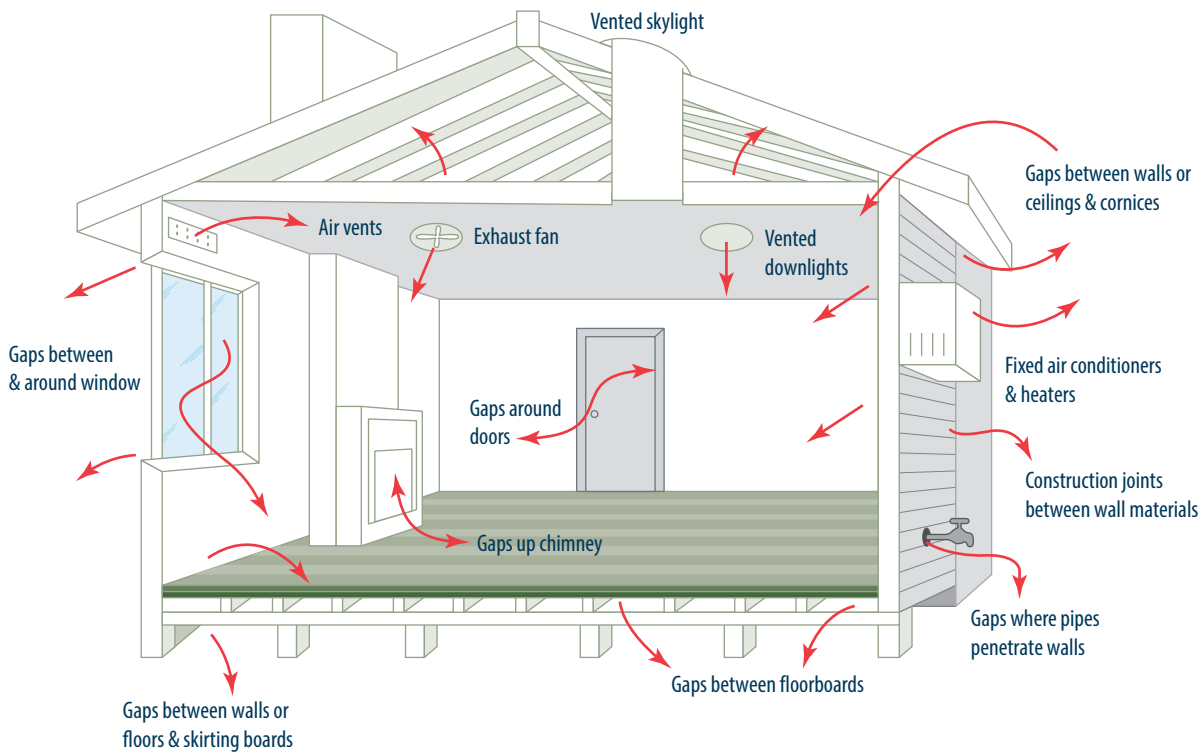 Vented skylight
Gaps between walls or
ceilings & cornices
Air vents
Exhaust fan
Vented
downlights
Gaps between
& around window
Fixed air conditioners
& heaters
Gaps around
doors
Construction joints
between wall materials
Gaps up chimney
Gaps where pipes
penetrate walls
Gaps between floorboards
Gaps between walls or
floors & skirting boards